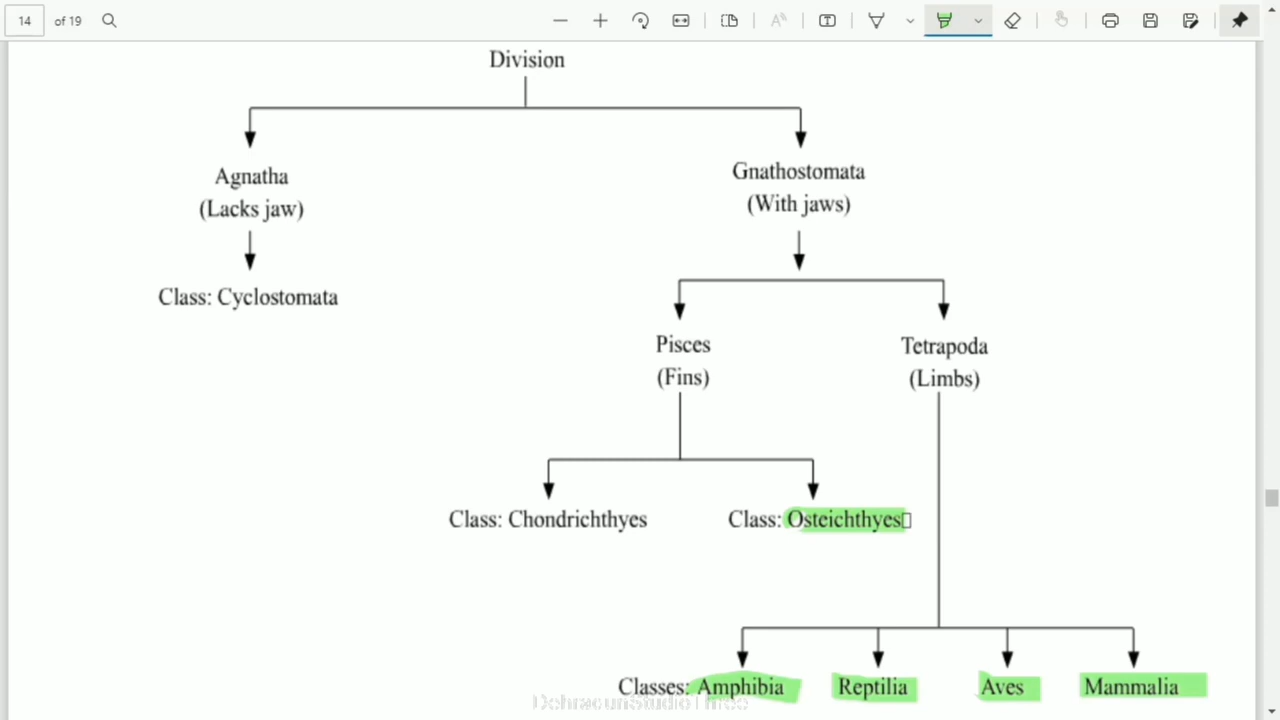 14 of 19
Division
Agnatha
(Lacks jaw)
Gnathostomata
(With jaws)
Class: Cyclostomata
Pisces
(Fins)
Tetrapoda
(Limbs)
Class: Chondrichthyes
Class: Osteichthyes
Classes: Amphibia Reptilia Aves Mammalia
DehradunStudioThree